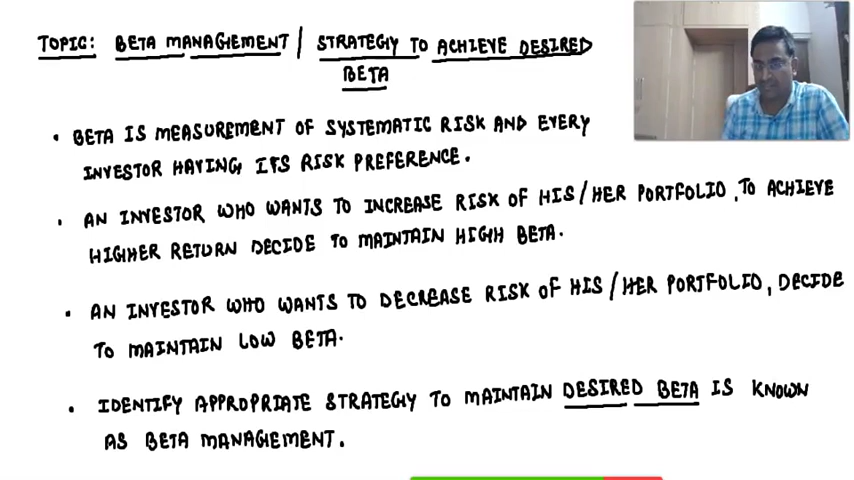 TOPIC: BETA MANAGEMENT / STRATEGY TO ACHIEVE DESIRED
BETA
• BETA IS MEASUREMENT OF SYSTEMATIC RISK AND EVERY
INVESTOR HAVING ITS RISK PREFERENCE.
• AN INVESTOR WHO WANTS TO INCREASE RISK OF HIS/HER PORTFOLIO, TO ACHIEVE
HIGHER RETURN DECIDE TO MAINTAIN HIGH BETA.
• AN INVESTOR WHO WANTS TO DECREASE RISK OF HIS/HER PORTFOLIO, DECIDE
TO MAINTAIN LOW BETA.
• IDENTIFY APPROPRIATE STRATEGY TO MAINTAIN DESIRED BETA IS KNOWN
AS BETA MANAGEMENT.